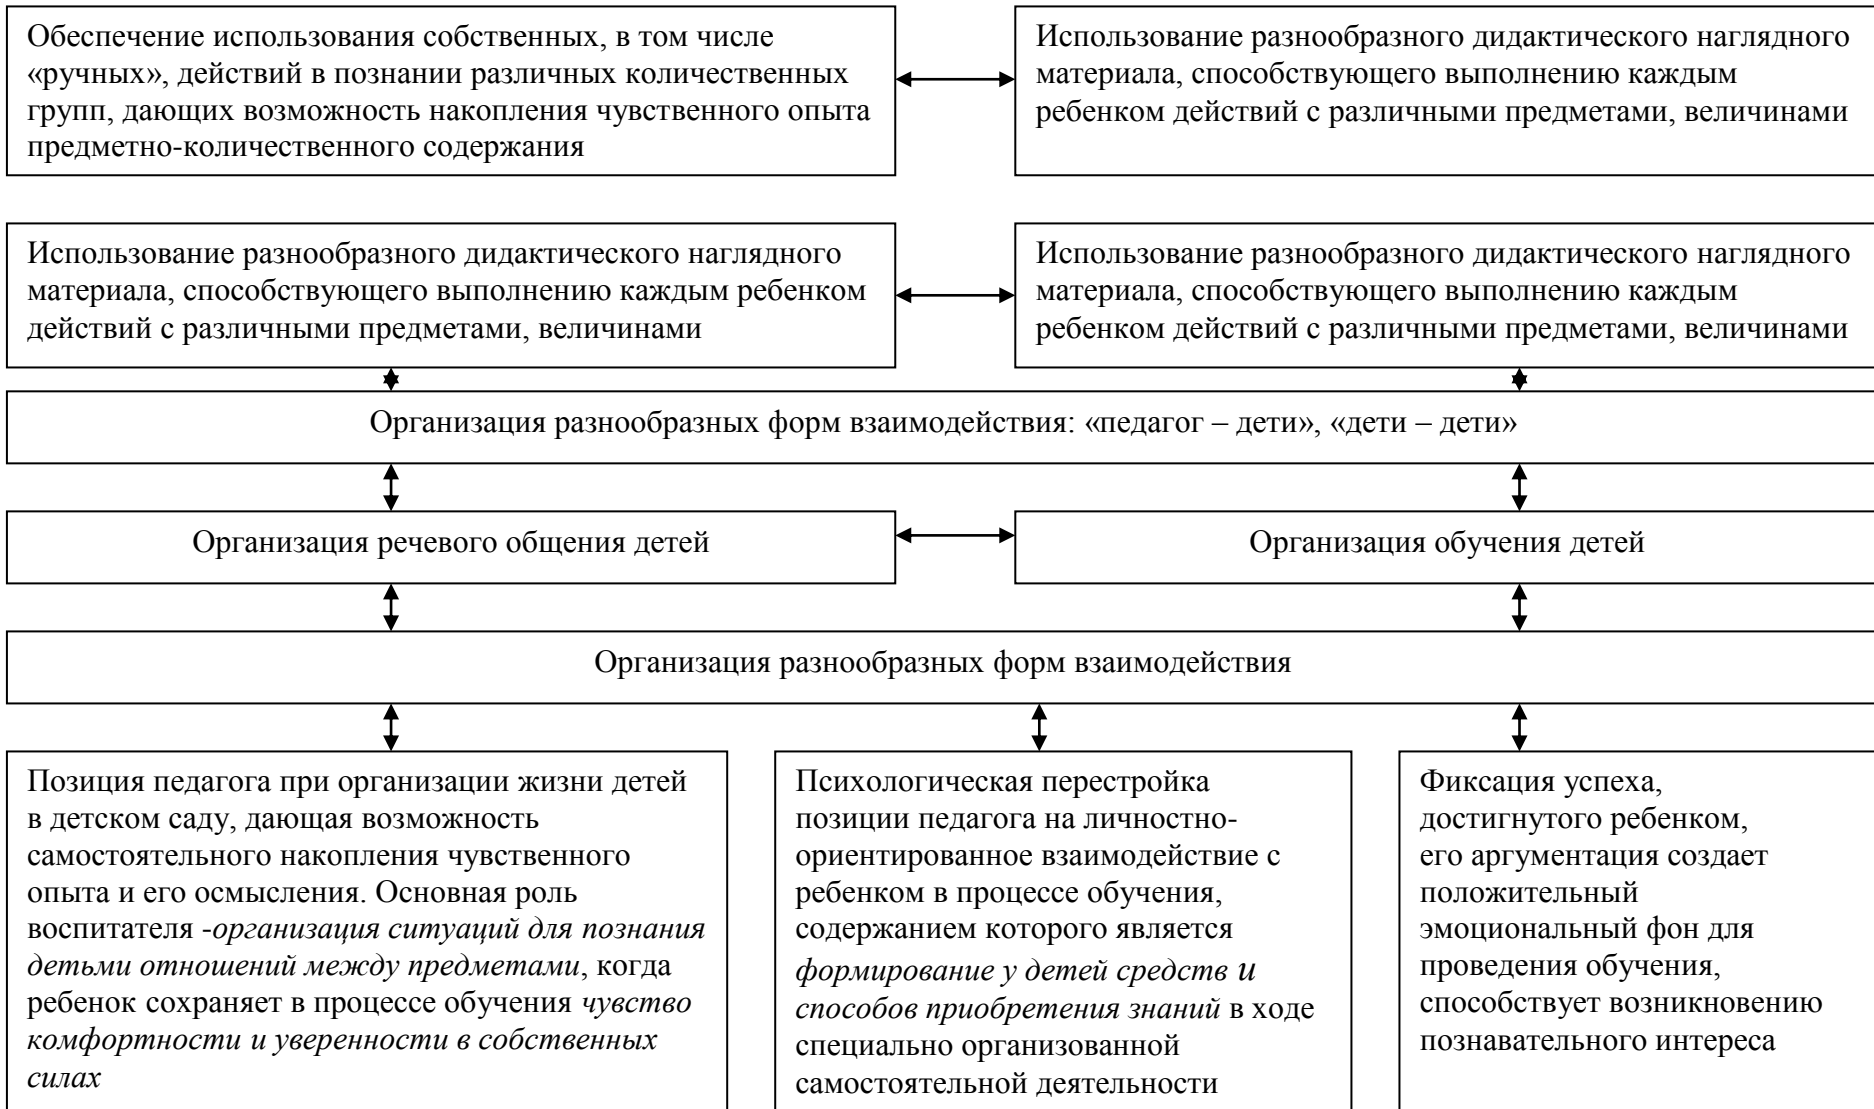 Обеспечение использования собственных, в том числе
«ручных», действий в познании различных количественных
групп, дающих возможность накопления чувственного опыта
предметно-количественного содержания
Использование разнообразного дидактического наглядного
материала, способствующего выполнению каждым
ребенком действий с различными предметами, величинами
Использование разнообразного дидактического наглядного
материала, способствующего выполнению каждым ребенком
действий с различными предметами, величинами
Использование разнообразного дидактического наглядного
материала, способствующего выполнению каждым
ребенком действий с различными предметами, величинами
Организация разнообразных форм взаимодействия: «педагог – дети», «дети – дети»
Организация речевого общения детей
Организация обучения детей
Организация разнообразных форм взаимодействия
Позиция педагога при организации жизни детей
в детском саду, дающая возможность
самостоятельного накопления чувственного
опыта и его осмысления. Основная роль
воспитателя -организация ситуаций для познания
детьми отношений между предметами, когда
ребенок сохраняет в процессе обучения чувство
комфортности и уверенности в собственных
силах
Психологическая перестройка
позиции педагога на личностно-
ориентированное взаимодействие с
ребенком в процессе обучения,
содержанием которого является
формирование у детей средств и
способов приобретения знаний в ходе
специально организованной
самостоятельной деятельности
Фиксация успеха,
достигнутого ребенком,
его аргументация создает
положительный
эмоциональный фон для
проведения обучения,
способствует возникновению
познавательного интереса